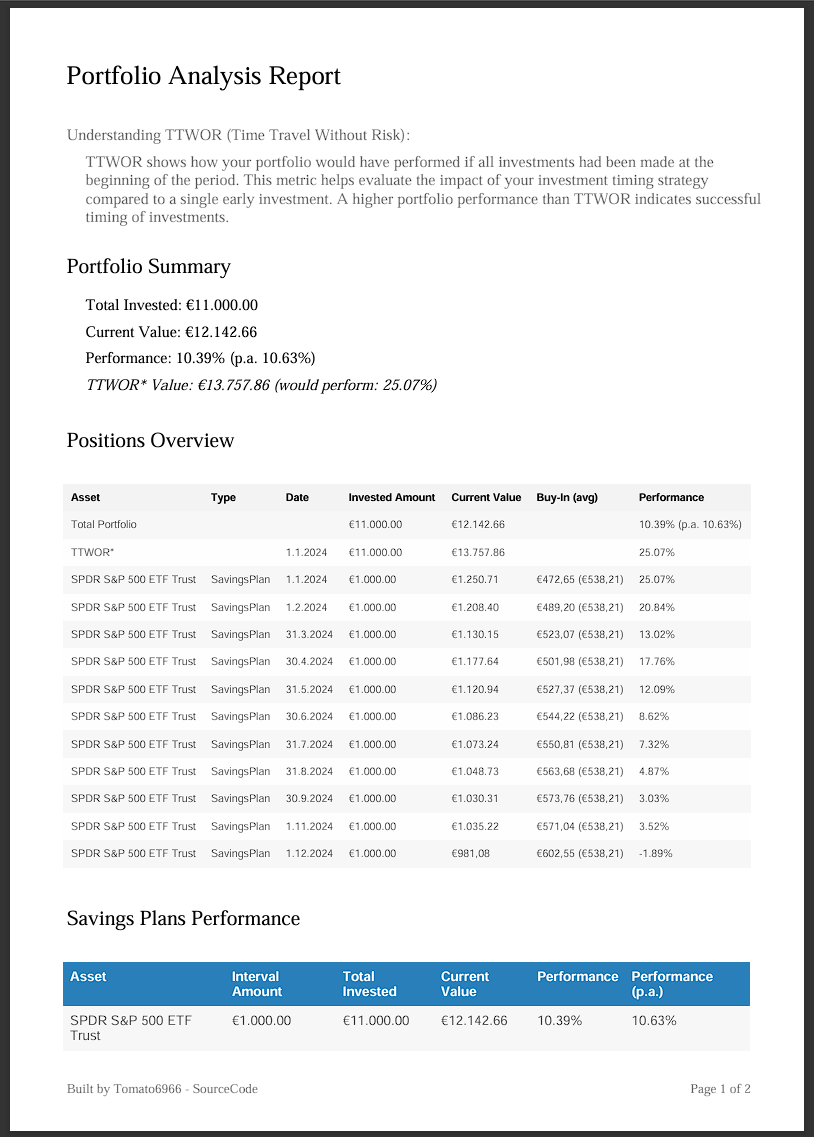 Portfolio Analysis Report
Understanding TTWOR (Time Travel Without Risk):
TTWOR shows how your portfolio would have performed if all investments had been made at the
beginning of the period. This metric helps evaluate the impact of your investment timing strategy
compared to a single early investment. A higher portfolio performance than TTWOR indicates successful
timing of investments.
Portfolio Summary
Total Invested: €11.000.00
Current Value: €12.142.66
Performance: 10.39% (p.a. 10.63%)
TTWOR* Value: €13.757.86 (would perform: 25.07%)
Positions Overview
Asset Type Date Invested Amount Current Value Buy-In (avg) Performance
Total Portfolio €11.000.00 €12.142.66 10.39% (p.a. 10.63%)
TTWOR* 1.1.2024 €11.000.00 €13.757.86 25.07%
SPDR S&P 500 ETF Trust SavingsPlan 1.1.2024 €1.000.00 €1.250.71 €472,65 (€538,21) 25.07%
SPDR S&P 500 ETF Trust SavingsPlan 1.2.2024 €1.000.00 €1.208.40 €489,20 (€538,21) 20.84%
SPDR S&P 500 ETF Trust SavingsPlan 31.3.2024 €1.000.00 €1.130.15 €523,07 (€538,21) 13.02%
SPDR S&P 500 ETF Trust SavingsPlan 30.4.2024 €1.000.00 €1.177.64 €501,98 (€538,21) 17.76%
SPDR S&P 500 ETF Trust SavingsPlan 31.5.2024 €1.000.00 €1.120.94 €527,37 (€538,21) 12.09%
SPDR S&P 500 ETF Trust SavingsPlan 30.6.2024 €1.000.00 €1.086.23 €544,22 (€538,21) 8.62%
SPDR S&P 500 ETF Trust SavingsPlan 31.7.2024 €1.000.00 €1.073.24 €550,81 (€538,21) 7.32%
SPDR S&P 500 ETF Trust SavingsPlan 31.8.2024 €1.000.00 €1.048.73 €563,68 (€538,21) 4.87%
SPDR S&P 500 ETF Trust SavingsPlan 30.9.2024 €1.000.00 €1.030.31 €573,76 (€538,21) 3.03%
SPDR S&P 500 ETF Trust SavingsPlan 1.11.2024 €1.000.00 €1.035.22 €571,04 (€538,21) 3.52%
SPDR S&P 500 ETF Trust SavingsPlan 1.12.2024 €1.000.00 €981,08 €602,55 (€538,21) -1.89%
Savings Plans Performance
Asset Interval Total Current Performance Performance
Amount Invested Value (p.a.)
SPDR S&P 500 ETF €1.000.00 €11.000.00 €12.142.66 10.39% 10.63%
Trust
Built by Tomato6966 - SourceCode Page 1 of 2